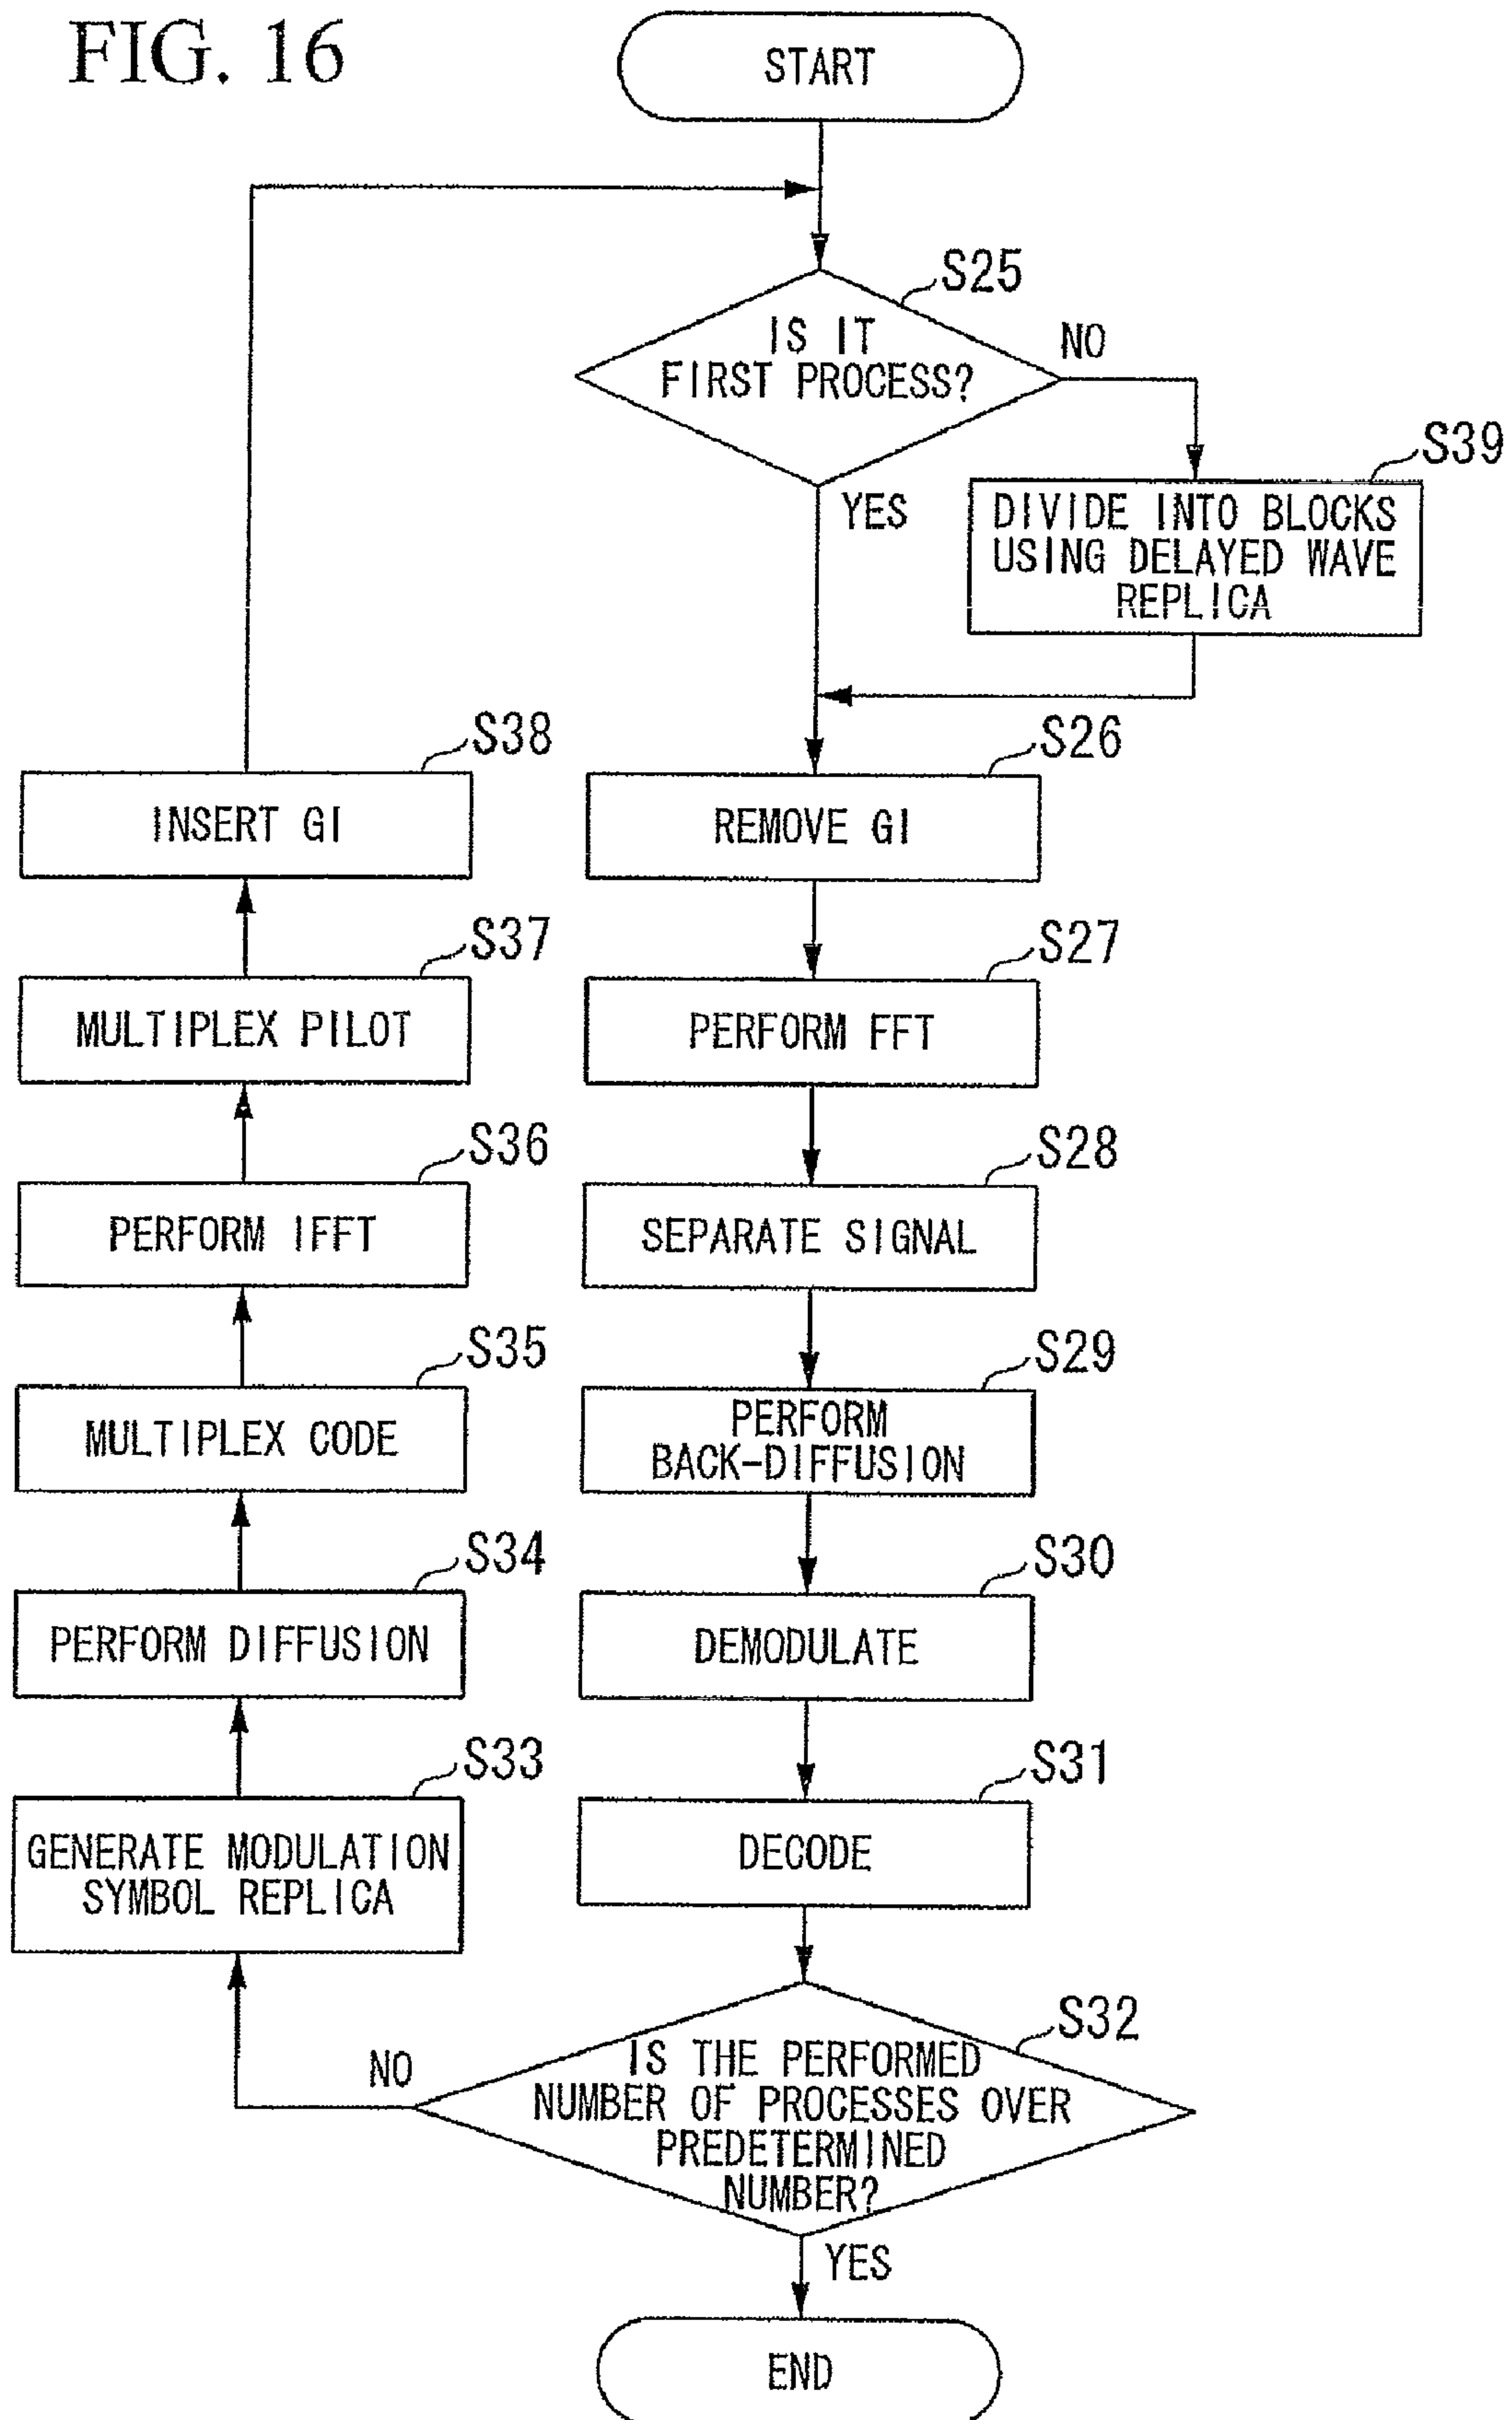 FIG. 16
START
S25
IS IT
FIRST PROCESS?
NO
YES
S39
DIVIDE INTO BLOCKS
USING DELAYED WAVE
REPLICA
S38
INSERT GI
S26
REMOVE GI
S37
MULTIPLEX PILOT
S27
PERFORM FFT
S36
PERFORM IFFT
S28
SEPARATE SIGNAL
S35
MULTIPLEX CODE
S29
PERFORM
BACK-DIFFUSION
S34
PERFORM DIFFUSION
S30
DEMODULATE
S33
GENERATE MODULATION
SYMBOL REPLICA
S31
DECODE
S32
NO
IS THE PERFORMED
NUMBER OF PROCESSES OVER
PREDETERMINED
NUMBER?
YES
END